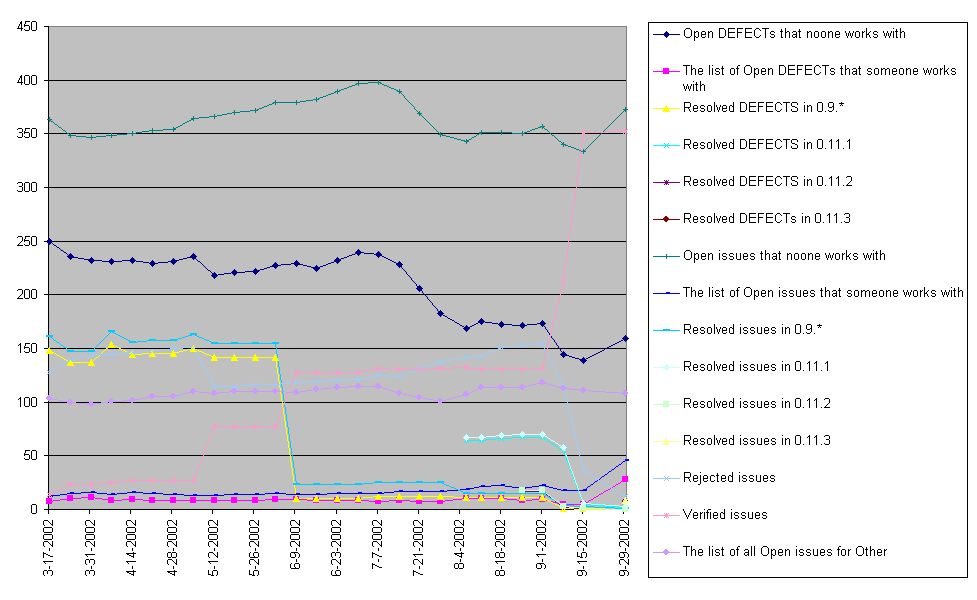 450
400
350
300
250
200
150
100
50
0
3-17-2002
3-31-2002
4-14-2002
4-28-2002
5-12-2002
5-26-2002
6-9-2002
6-23-2002
7-7-2002
7-21-2002
8-4-2002
8-18-2002
9-1-2002
9-15-2002
9-29-2002
Open DEFECTs that noone works with
The list of Open DEFECTs that someone works
with
Resolved DEFECTS in 0.9.*
Resolved DEFECTS in 0.11.1
Resolved DEFECTS in 0.11.2
Resolved DEFECTs in 0.11.3
Open issues that noone works with
The list of Open issues that someone works with
Resolved issues in 0.9.*
Resolved issues in 0.11.1
Resolved issues in 0.11.2
Resolved issues in 0.11.3
Rejected issues
Verified issues
The list of all Open issues for Other